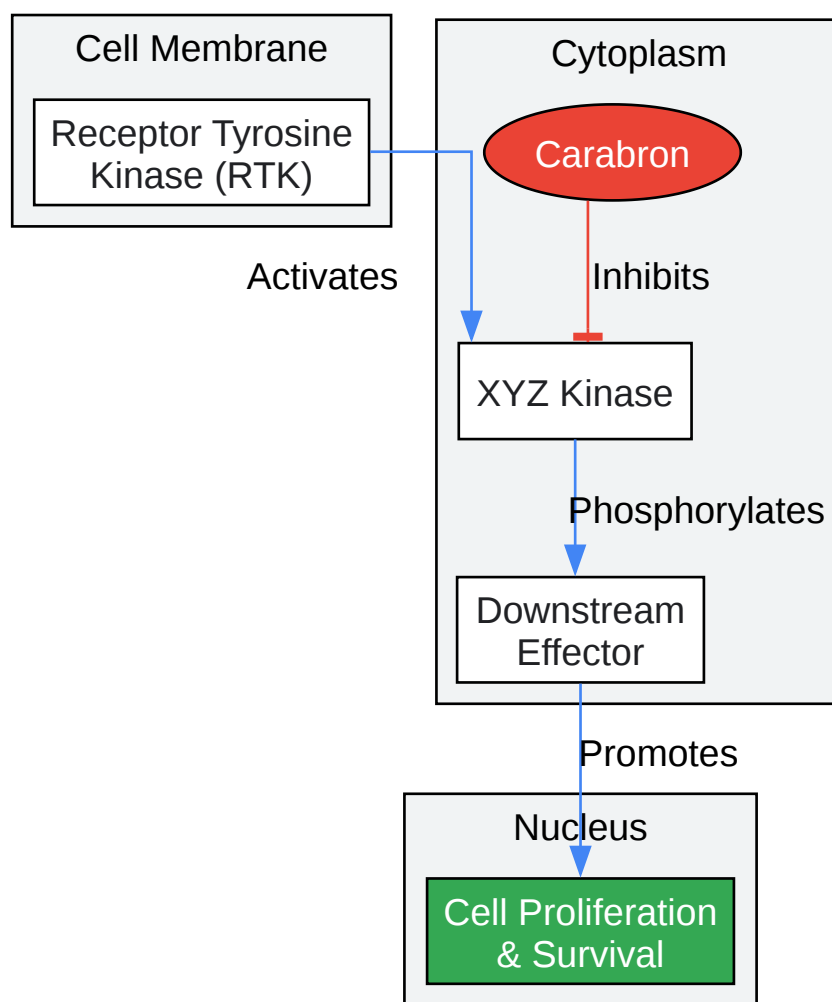 Cell Membrane
Receptor Tyrosine
Kinase (RTK)
Cytoplasm
Carabron
Activates
Inhibits
XYZ Kinase
Phosphorylates
Downstream
Effector
Promotes
Nucleus
Cell Proliferation
& Survival